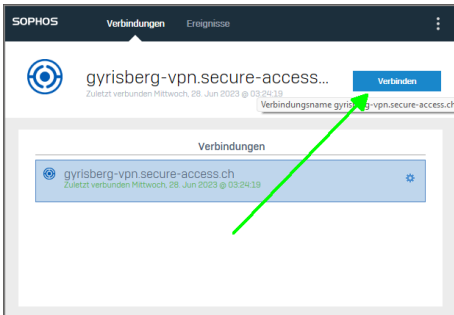 SOPHOS
Verbindungen
Ereignisse
gyrisberg-vpn.secure-access...
Verbinden
Zuletzt verbunden Mittwoch, 28. Jun 2023 @ 03:24:19
Verbindungsname gyrisberg-vpn.secure-access.ch
Verbindungen
gyrisberg-vpn.secure-access.ch
Zuletzt verbunden Mittwoch, 28. Jun 2023 @ 03:24:19